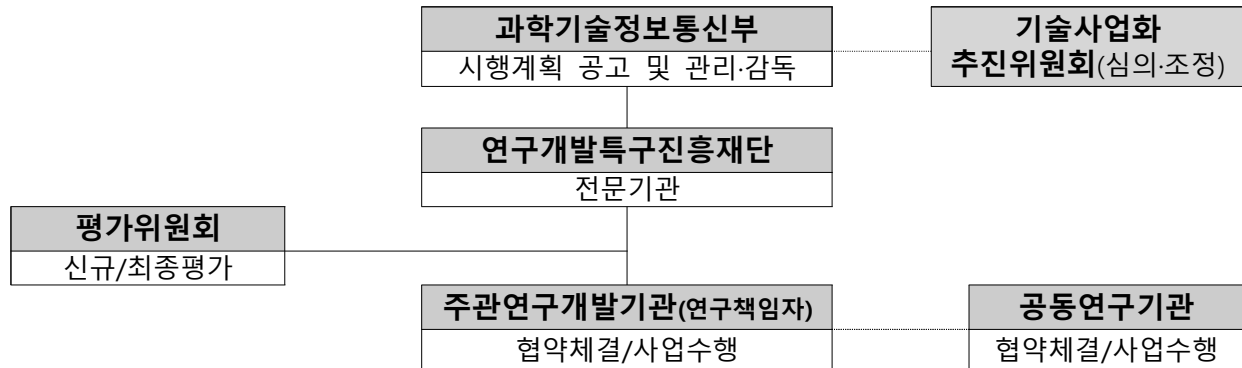 과학기술정보통신부
시행계획 공고 및 관리·감독
기술사업화
추진위원회(심의·조정)
연구개발특구진흥재단
전문기관
평가위원회
신규/최종평가
주관연구개발기관(연구책임자)
협약체결/사업수행
공동연구기관
협약체결/사업수행